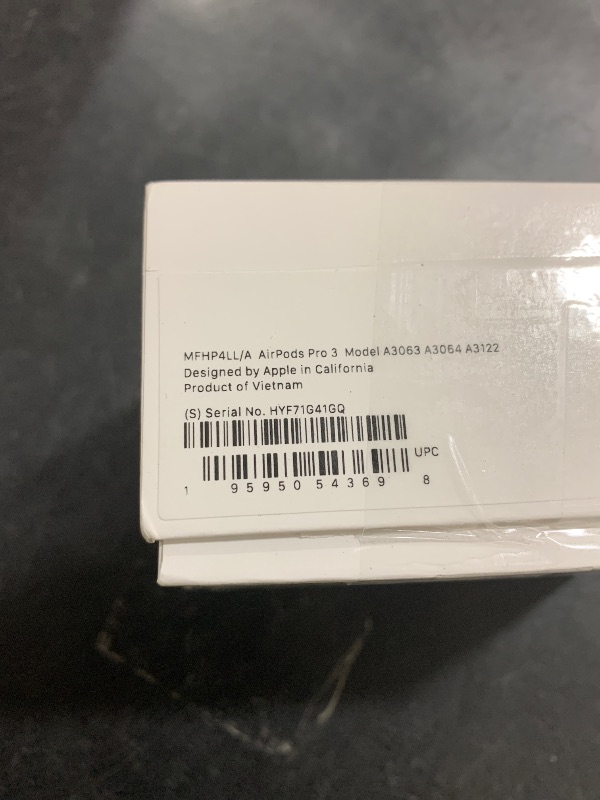 MFHP4LL/A AirPods Pro 3 Model A3063 A3064 A3122
Designed by Apple in California
Product of Vietnam
(S) Serial No. HYF71G41GQ
UPC
1 95950 54369 8